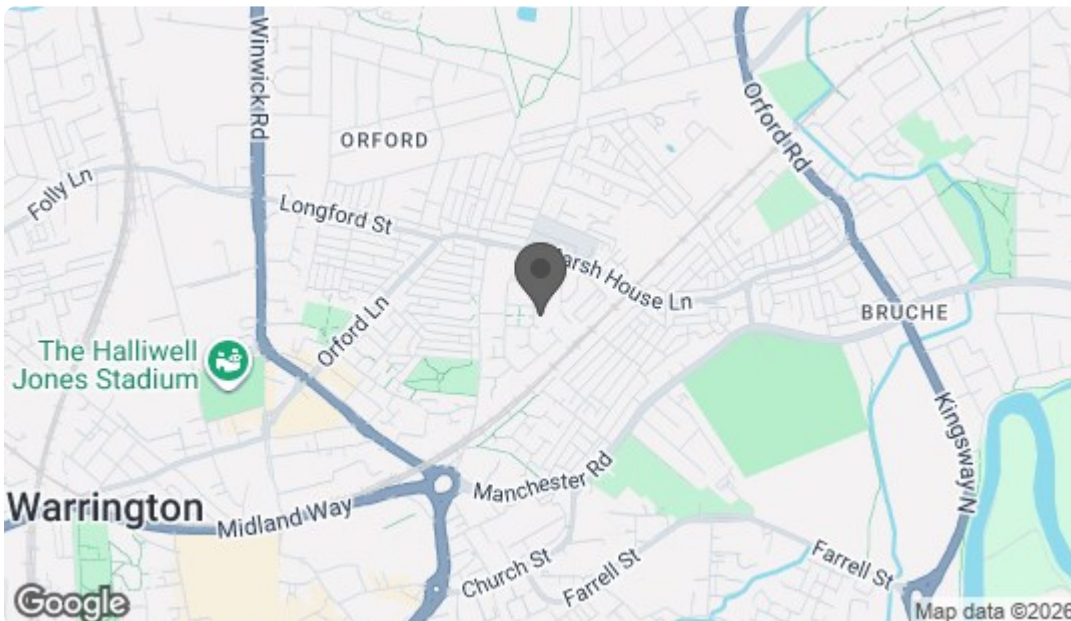 Winwick Rd
ORFORD
Orford Rd
Folly Ln
Longford St
arsh House Ln
BRUCHE
Orford Ln
The Halliwell
Jones Stadium
Kingsway N
Manchester Rd
Warrington
Midland Way
Church St
Farrell St
Farrell St
Google
Map data ©2026